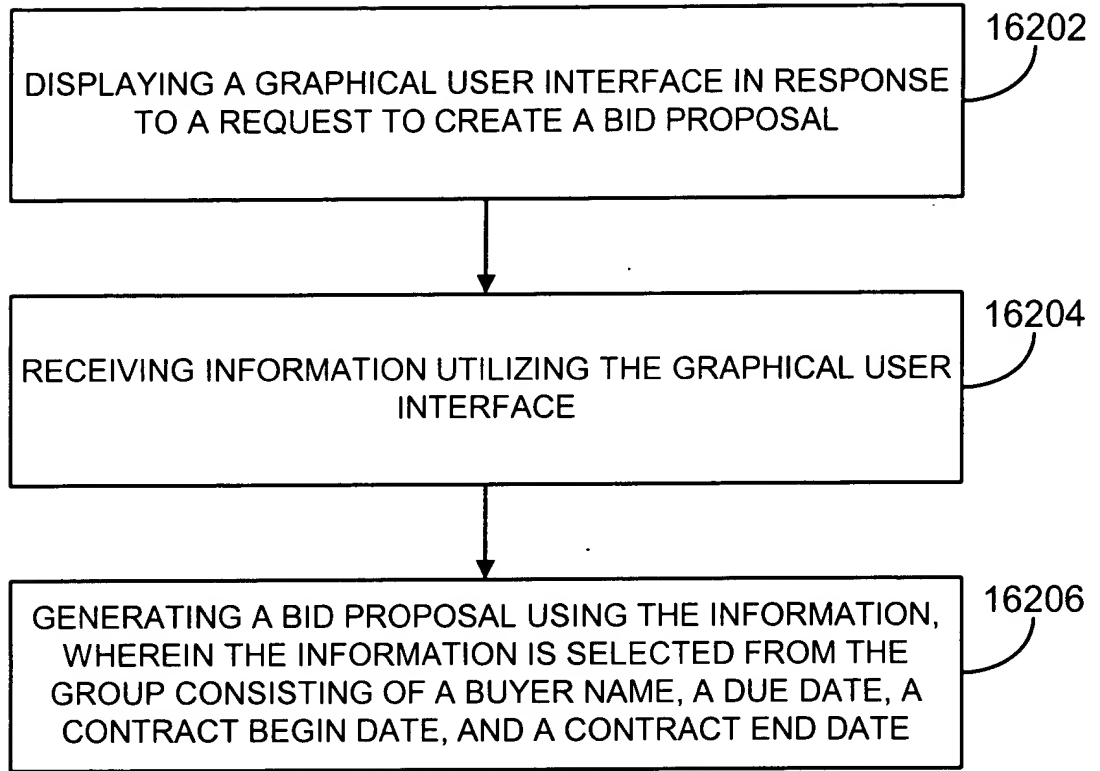 16202
DISPLAYING A GRAPHICAL USER INTERFACE IN RESPONSE
TO A REQUEST TO CREATE A BID PROPOSAL
16204
RECEIVING INFORMATION UTILIZING THE GRAPHICAL USER
INTERFACE
16206
GENERATING A BID PROPOSAL USING THE INFORMATION,
WHEREIN THE INFORMATION IS SELECTED FROM THE
GROUP CONSISTING OF A BUYER NAME, A DUE DATE, A
CONTRACT BEGIN DATE, AND A CONTRACT END DATE